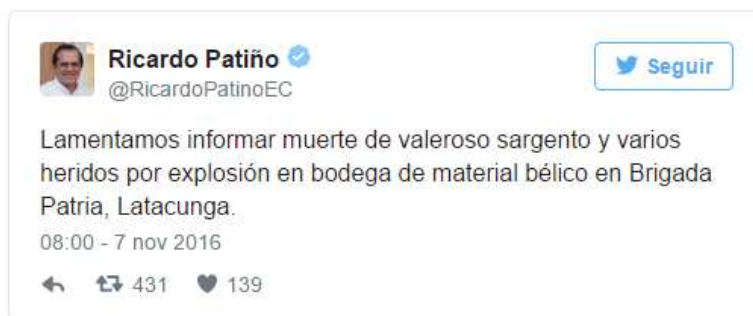 Ricardo Patiño
@RicardoPatinoEC
Seguir
Lamentamos informar muerte de valeroso sargento y varios
heridos por explosión en bodega de material bélico en Brigada
Patria, Latacunga.
08:00 - 7 nov 2016
431 139